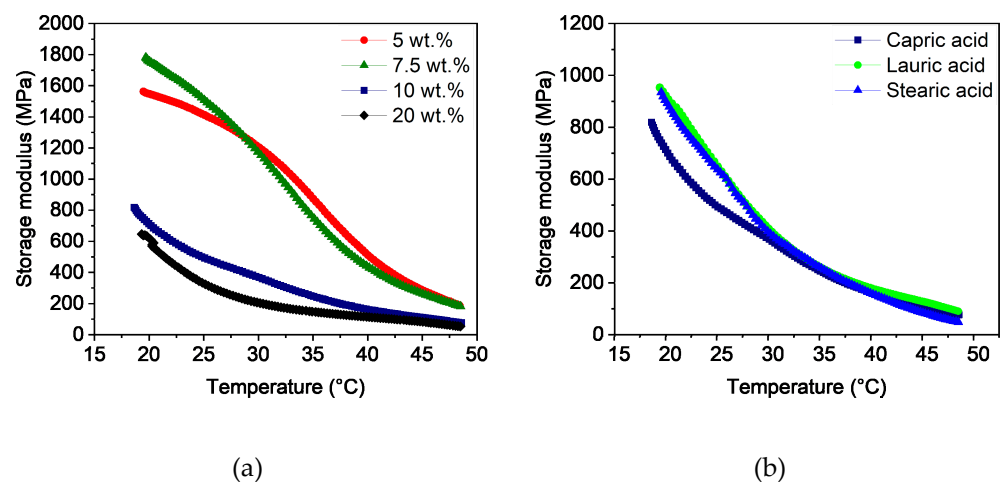 2000
1800
1600
1400
1200
1000
800
600
400
200
0
Storage modulus (MPa)
5 wt.%
7.5 wt.%
10 wt.%
20 wt.%
15 20 25 30 35 40 45 50
Temperature (°C)
(a)
1200
1000
800
600
400
200
0
Storage modulus (MPa)
Capric acid
Lauric acid
Stearic acid
15 20 25 30 35 40 45 50
Temperature (°C)
(b)